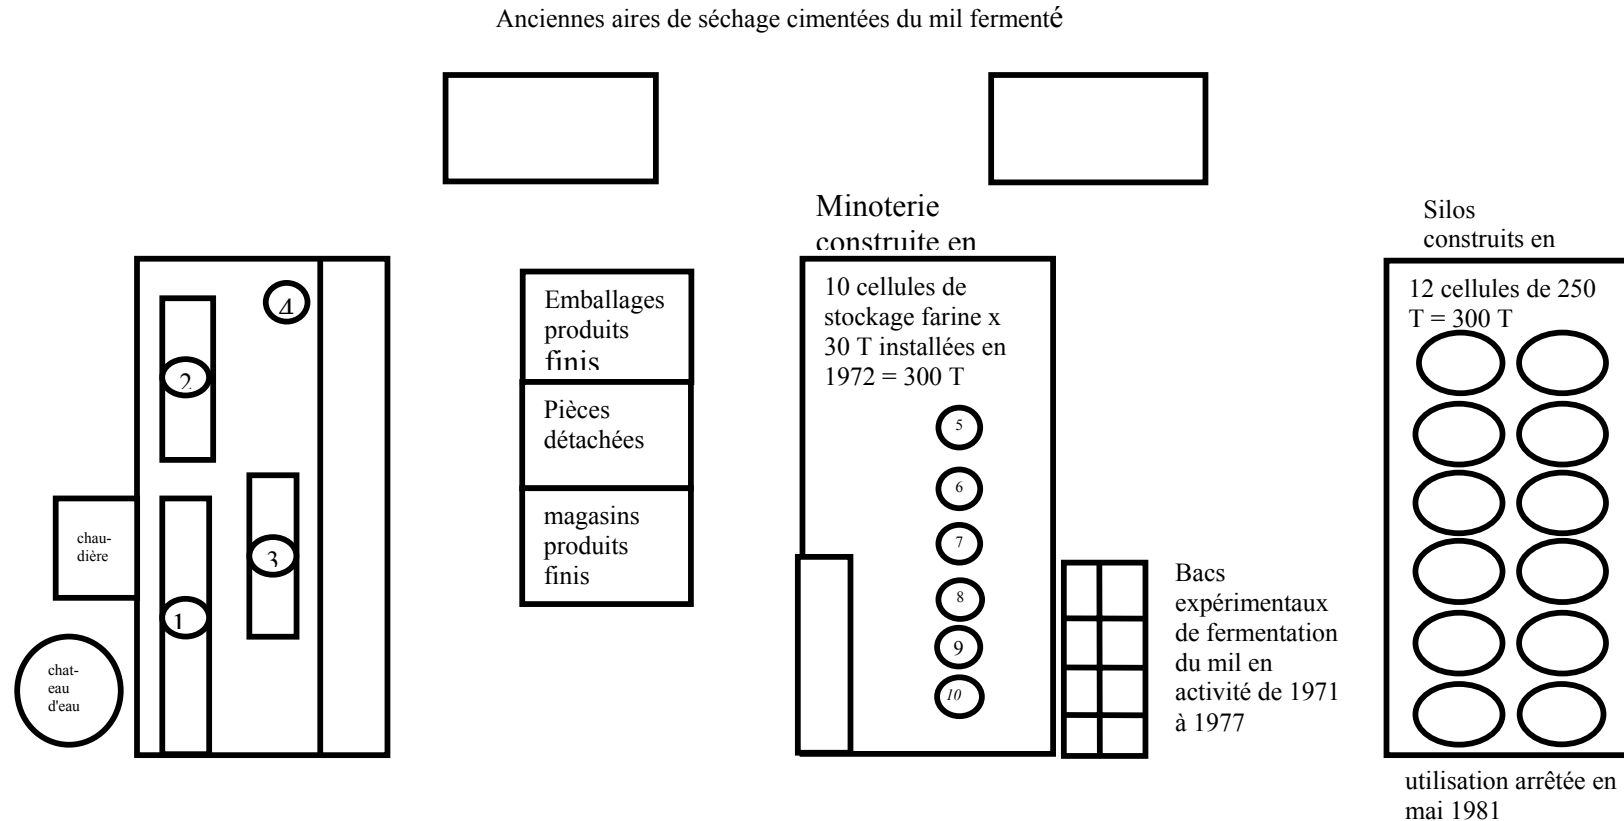 Anciennes aires de séchage cimentées du mil fermenté
Minoterie
construite en
Silos
construits en
4
2
3
1
chau-
dière
chat-
eau
d'eau
Emballages
produits
finis
Pièces
détachées
magasins
produits
finis
10 cellules de
stockage farine x
30 T installées en
1972 = 300 T
5
6
7
8
9
10
Bacs
expérimentaux
de fermentation
du mil en
activité de 1971
à 1977
12 cellules de 250
T = 300 T
utilisation arrêtée en
mai 1981